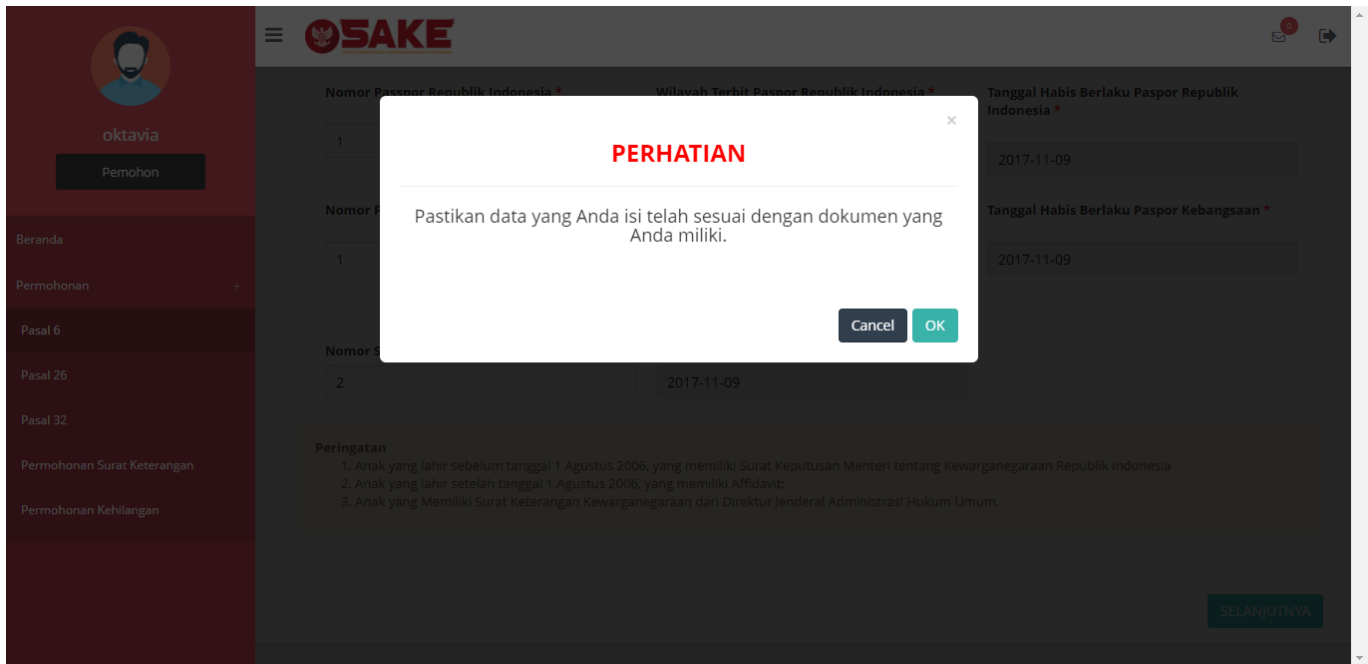 SAKE
0
oktavia
Pemohon
Beranda
Permohonan +
Pasal 6
Pasal 26
Pasal 32
Permohonan Surat Keterangan
Permohonan Kehilangan
Nomor Passpor Republik Indonesia *
Wilayah Terbit Paspor Republik Indonesia *
Tanggal Habis Berlaku Paspor Republik
Indonesia *
1
2017-11-09
Nomor
Tanggal Habis Berlaku Paspor Kebangsaan *
1
2017-11-09
×
PERHATIAN
Pastikan data yang Anda isi telah sesuai dengan dokumen yang
Anda miliki.
Cancel
OK
Nomor
2
2017-11-09
Peringatan
1. Anak yang lahir sebelum tanggal 1 Agustus 2006, yang memiliki Surat Keputusan Menteri tentang Kewarganegaraan Republik Indonesia
2. Anak yang lahir setelah tanggal 1 Agustus 2006, yang memiliki Affidavit;
3. Anak yang Memiliki Surat Keterangan Kewarganegaraan dari Direktur Jenderal Administrasi Hukum Umum.
SELANJUTNYA